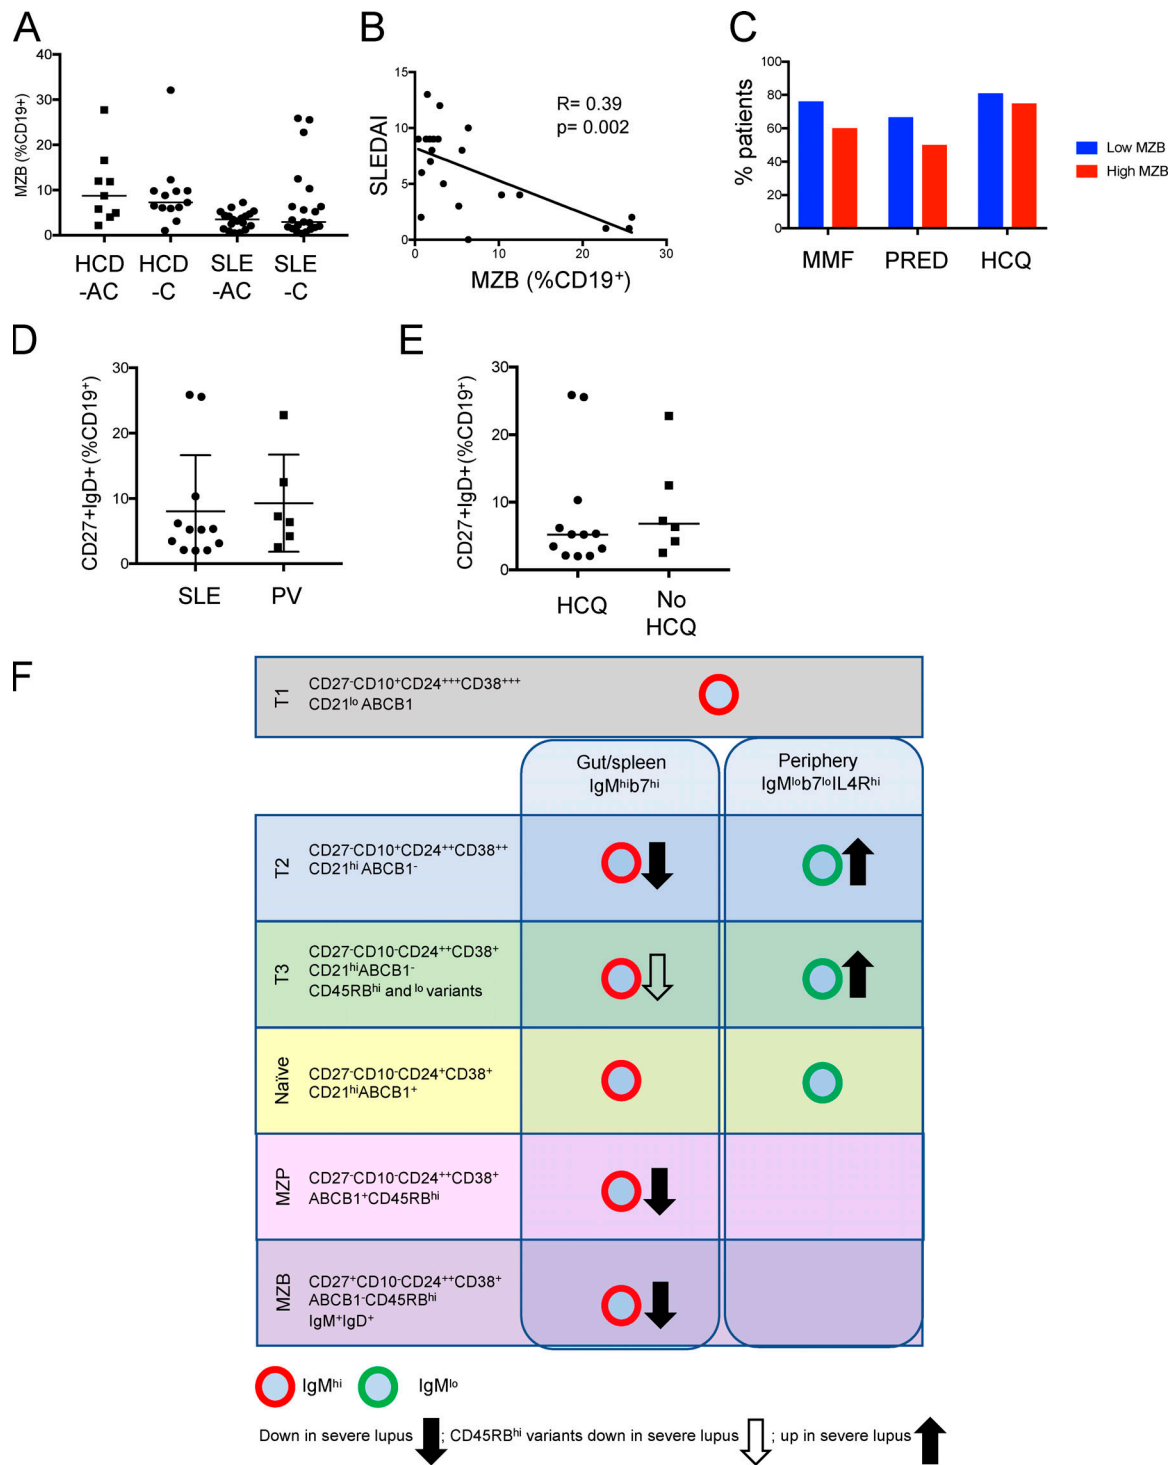 A
MZB (%CD19+)
40
30
20
10
0
HCD
-AC
HCD
-C
SLE
-AC
SLE
-C
B
SLEDAI
15
10
5
0
R= 0.39
p= 0.002
0
10
20
30
MZB (%CD19⁺)
C
% patients
100
80
60
40
20
0
MMF
PRED
HCQ
Low MZB
High MZB
D
CD27+IgD+ (%CD19⁺)
30
20
10
0
SLE
PV
E
CD27+IgD+ (%CD19⁺)
30
20
10
0
HCQ
No
HCQ
F
T1
CD27⁻CD10⁺CD24⁺⁺⁺CD38⁺⁺⁺
CD21ˡᵒ ABCB1
Gut/spleen
IgMʰⁱb7ʰⁱ
Periphery
IgMˡᵒb7ˡᵒIL4Rʰⁱ
T2
CD27⁻CD10⁺CD24⁺⁺CD38⁺⁺
CD21ʰⁱ ABCB1⁻
T3
CD27⁻CD10⁻CD24⁺⁺CD38⁺
CD21ʰⁱABCB1⁻
CD45RBʰⁱ and ˡᵒ variants
Naïve
CD27⁻CD10⁻CD24⁺CD38⁺
CD21ʰⁱABCB1⁺
MZP
CD27⁻CD10⁻CD24⁺⁺CD38⁺
ABCB1⁺CD45RBʰⁱ
MZB
CD27⁺CD10⁻CD24⁺⁺CD38⁺
ABCB1⁻CD45RBʰⁱ
IgM⁺IgD⁺
IgMʰⁱ
IgMˡᵒ
Down in severe lupus ; CD45RBʰⁱ variants down in severe lupus ; up in severe lupus